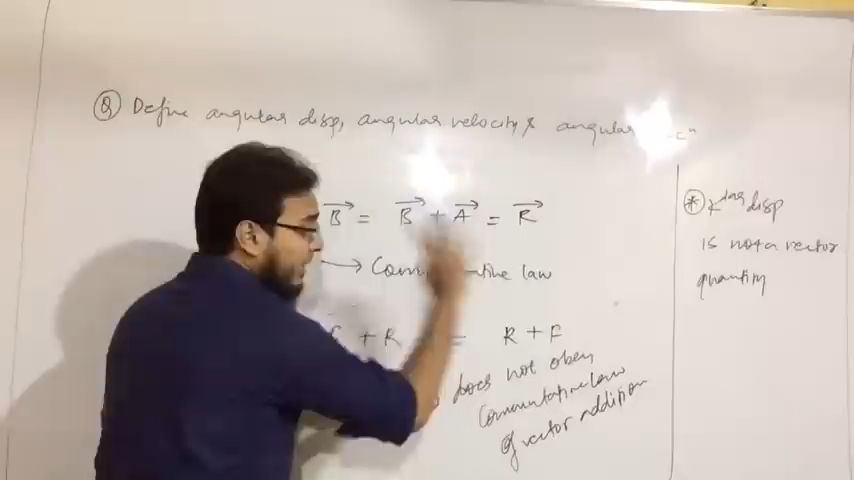 Q Define angular disp, angular velocity & angular
B = B + A = R
→ Commutative law
+ R = R + F
does not obey
Commutative law
of vector addition
* disp
is not a vector
quantity